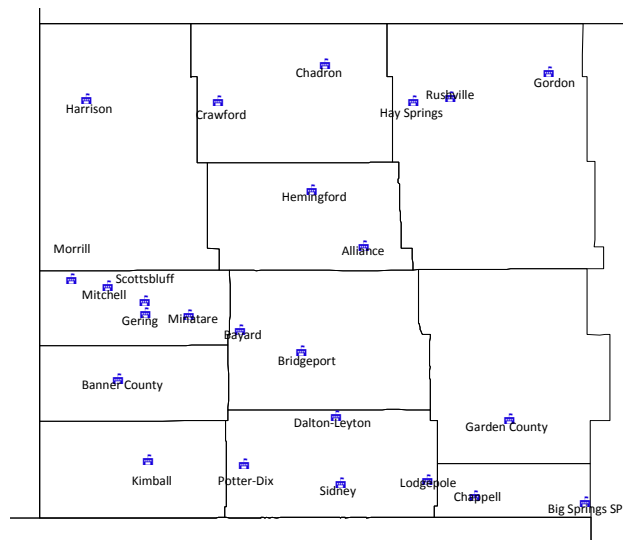 Chadron
Gordon
Harrison
Crawford
Rushville
Hay Springs
Hemingford
Alliance
Morrill
Scottsbluff
Mitchell
Gering
Minatare
Bayard
Bridgeport
Banner County
Dalton-Leyton
Garden County
Kimball
Potter-Dix
Sidney
Lodgepole
Chappell
Big Springs SP